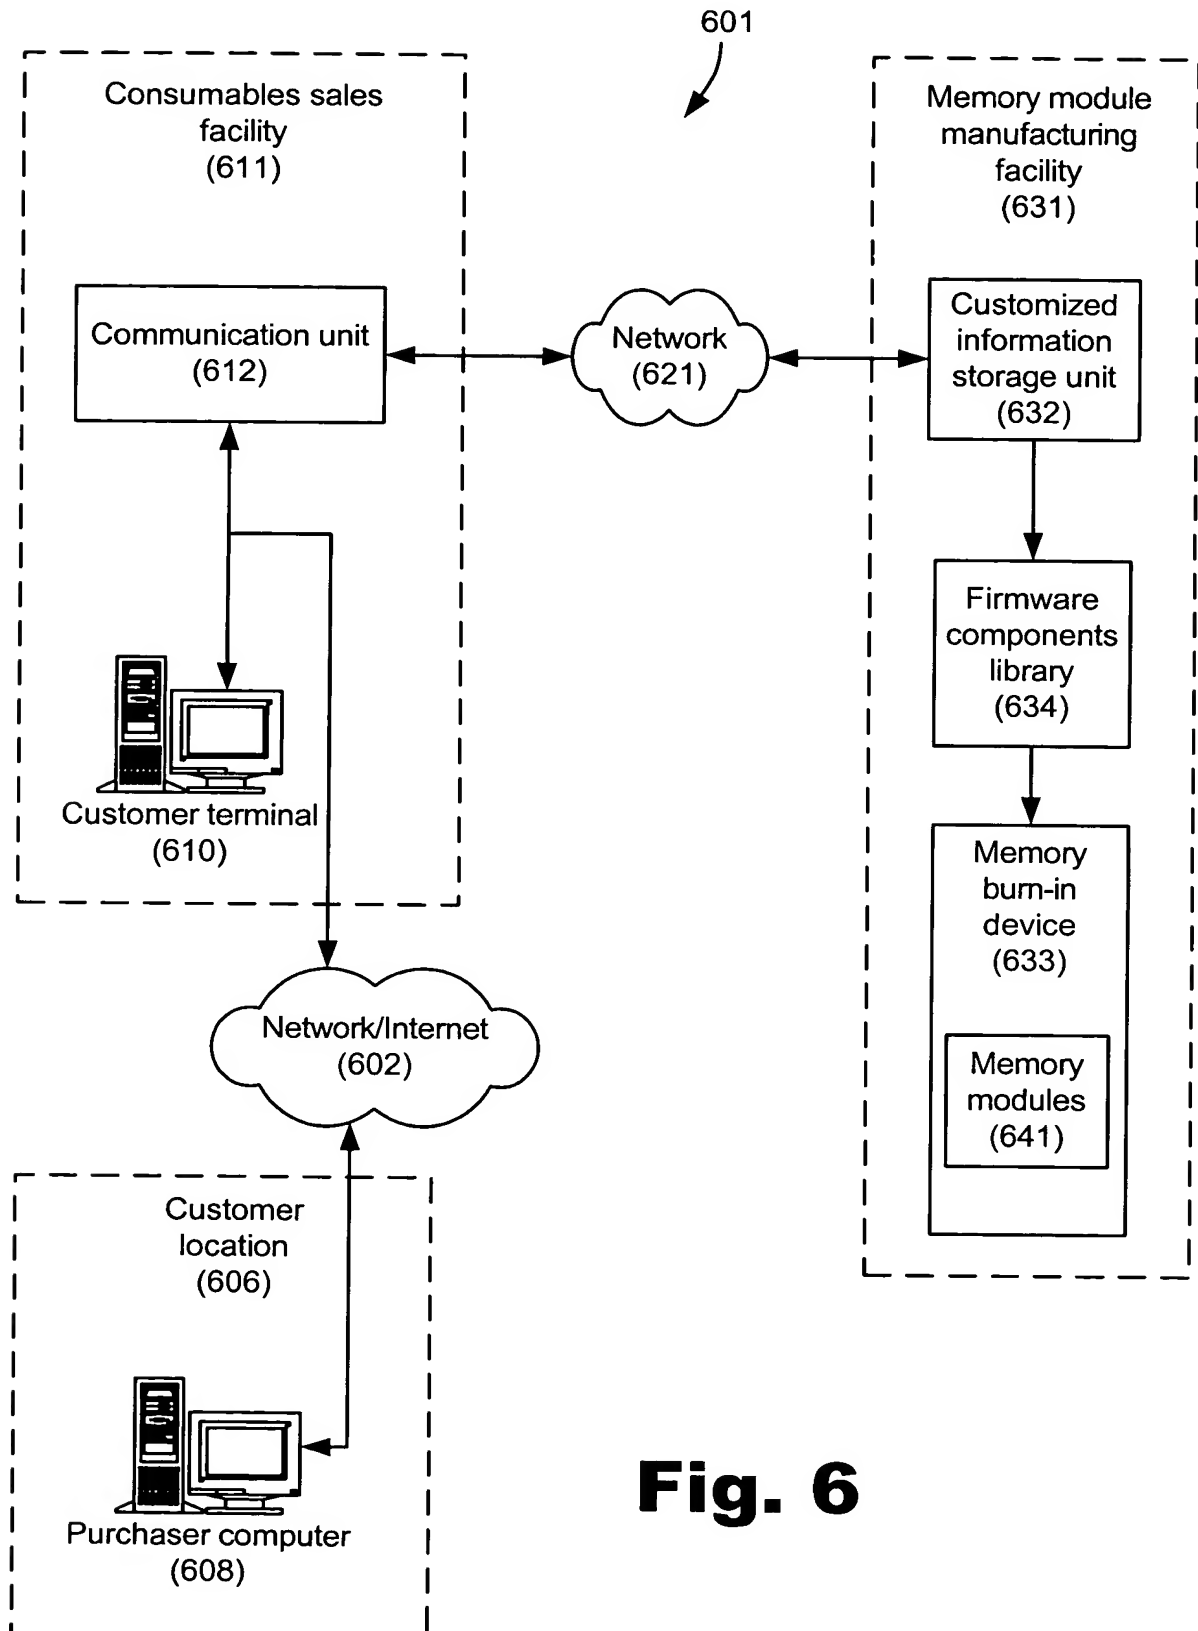 601
Consumables sales
facility
(611)
Memory module
manufacturing
facility
(631)
Communication unit
(612)
Network
(621)
Customized
information
storage unit
(632)
Firmware
components
library
(634)
Customer terminal
(610)
Memory
burn-in
device
(633)
Network/Internet
(602)
Memory
modules
(641)
Customer
location
(606)
Purchaser computer
(608)
Fig. 6